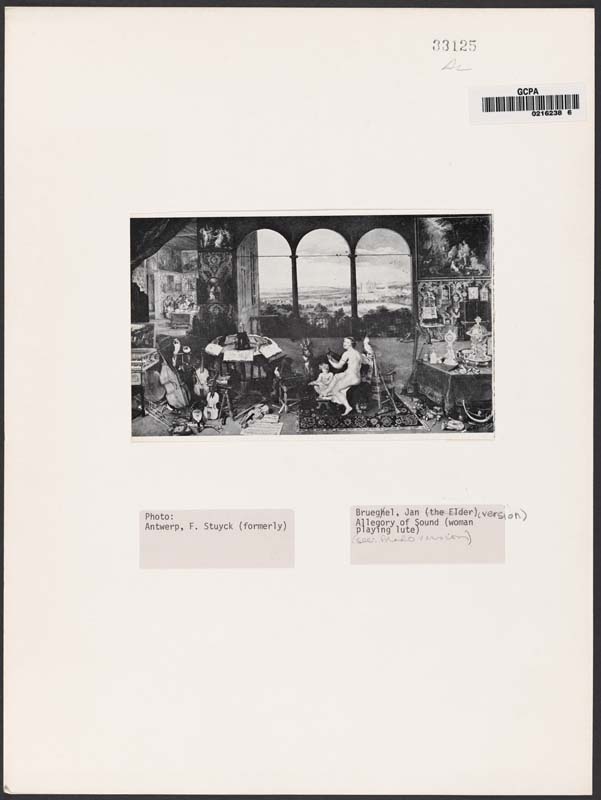 33125
GCPA
0216238 6
Photo:
Antwerp, F. Stuyck (formerly)
Brueghel, Jan (the Elder) (version)
Allegory of Sound (woman
playing lute)
(see Prado version)